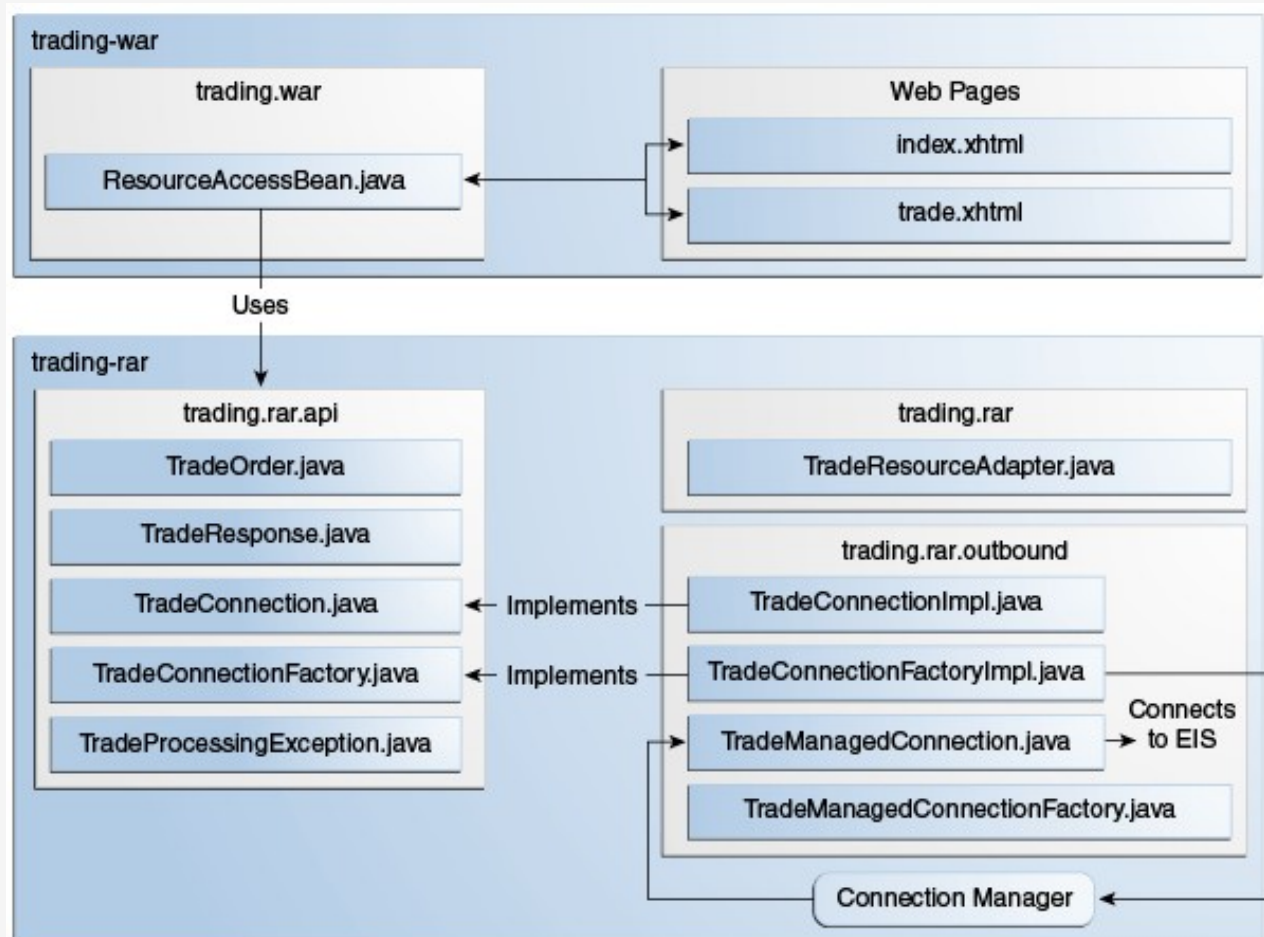 trading-war
trading.war
ResourceAccessBean.java
Web Pages
index.xhtml
trade.xhtml
Uses
trading-rar
trading.rar.api
TradeOrder.java
TradeResponse.java
TradeConnection.java
TradeConnectionFactory.java
TradeProcessingException.java
Implements
Implements
trading.rar
TradeResourceAdapter.java
trading.rar.outbound
TradeConnectionImpl.java
TradeConnectionFactoryImpl.java
TradeManagedConnection.java
Connects
to EIS
TradeManagedConnectionFactory.java
Connection Manager